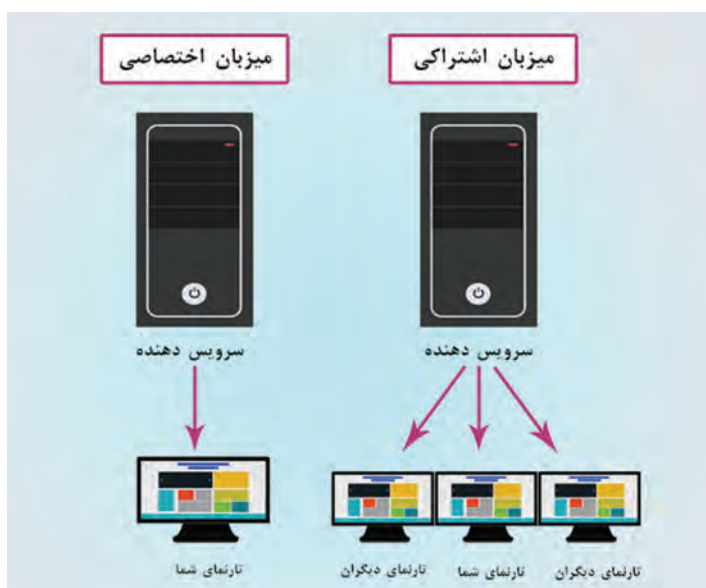 میزبان اشتراکی
میزبان اختصاصی
سرویس دهنده
سرویس دهنده
تارنمای دیگران
تارنمای شما
تارنمای دیگران
تارنمای شما